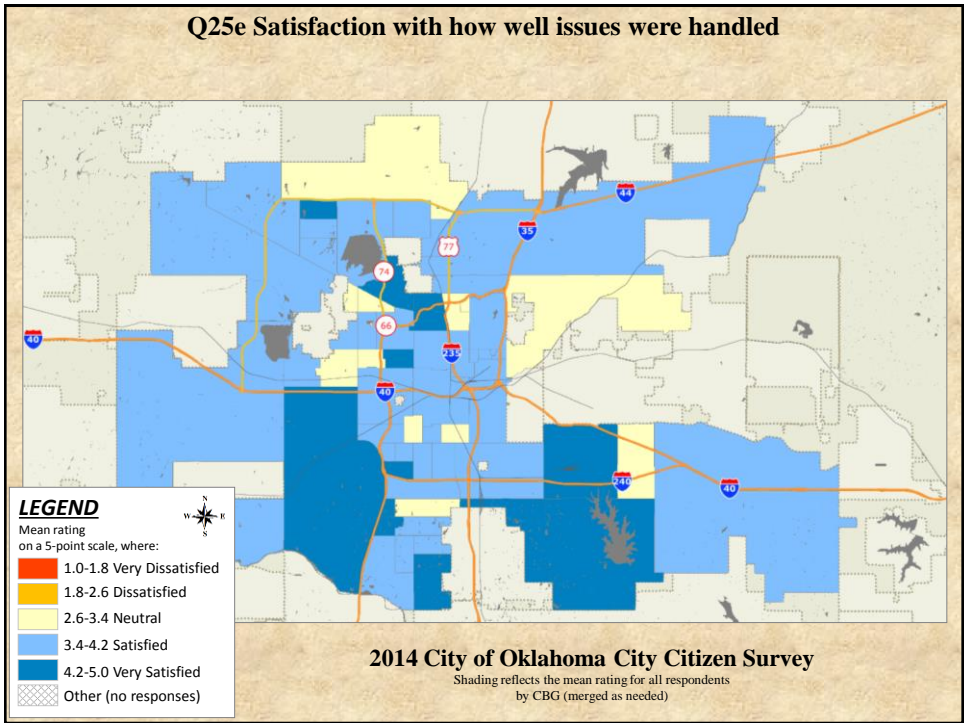 Q25e Satisfaction with how well issues were handled
44
35
77
74
66
40
235
40
240
40
LEGEND
N
W E
S
Mean rating
on a 5-point scale, where:
1.0-1.8 Very Dissatisfied
1.8-2.6 Dissatisfied
2.6-3.4 Neutral
3.4-4.2 Satisfied
4.2-5.0 Very Satisfied
Other (no responses)
2014 City of Oklahoma City Citizen Survey
Shading reflects the mean rating for all respondents
by CBG (merged as needed)